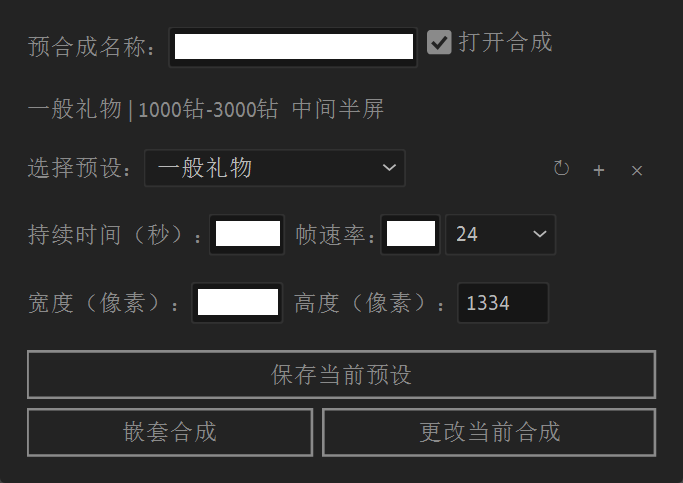 预合成名称： 打开合成
一般礼物 | 1000钻-3000钻 中间半屏
选择预设： 一般礼物 ↻ + ×
持续时间（秒）： 帧速率： 24
宽度（像素）： 高度（像素）： 1334
保存当前预设
嵌套合成 更改当前合成